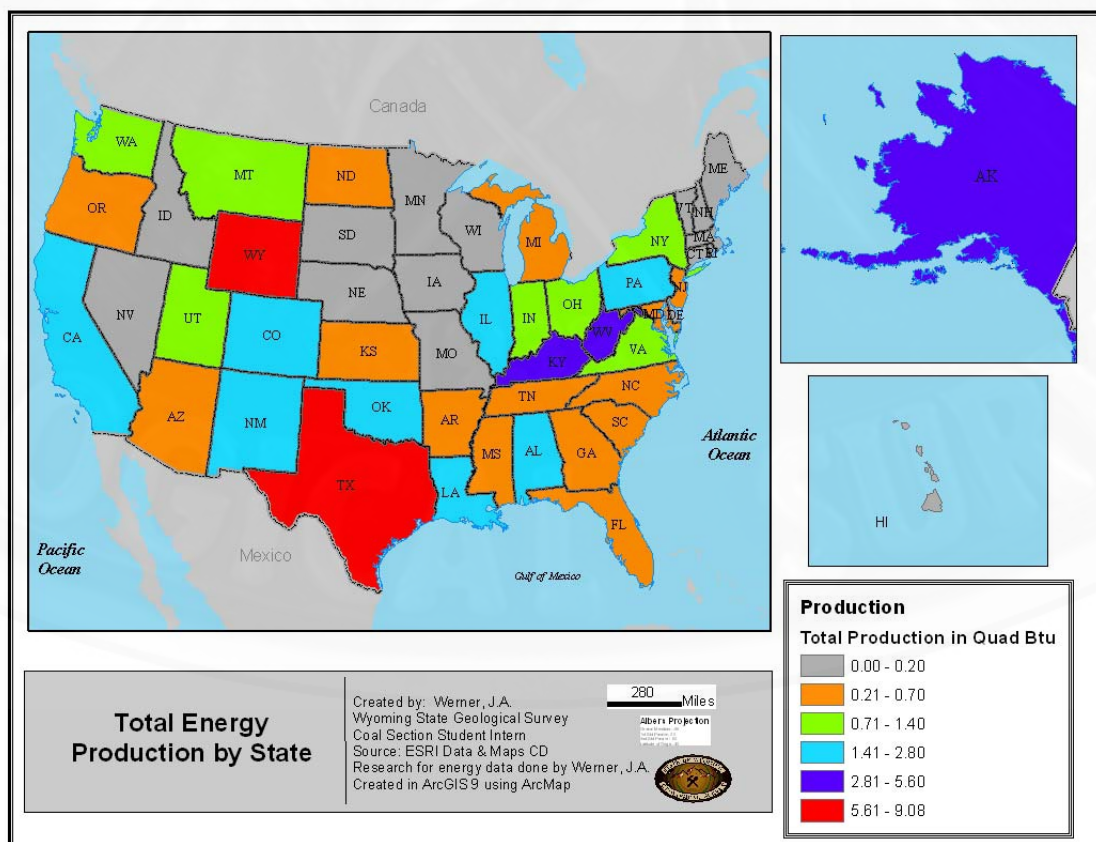 Canada
WA
MT
ND
MN
ME
OR
ID
SD
WI
MI
VT
NH
NY
MA
CT
RI
WY
NE
IA
PA
NJ
NV
UT
CO
IL
IN
OH
MD
DE
CA
KS
MO
WV
VA
KY
AZ
NM
OK
AR
TN
NC
SC
TX
LA
MS
AL
GA
FL
Atlantic
Ocean
Pacific
Ocean
Mexico
Gulf of Mexico
AK
HI
Production
Total Production in Quad Btu
0.00 - 0.20
0.21 - 0.70
0.71 - 1.40
1.41 - 2.80
2.81 - 5.60
5.61 - 9.08
Total Energy
Production by State
Created by: Werner, J.A.
Wyoming State Geological Survey
Coal Section Student Intern
Source: ESRI Data & Maps CD
Research for energy data done by Werner, J.A.
Created in ArcGIS 9 using ArcMap
280
Miles
Albers Projection